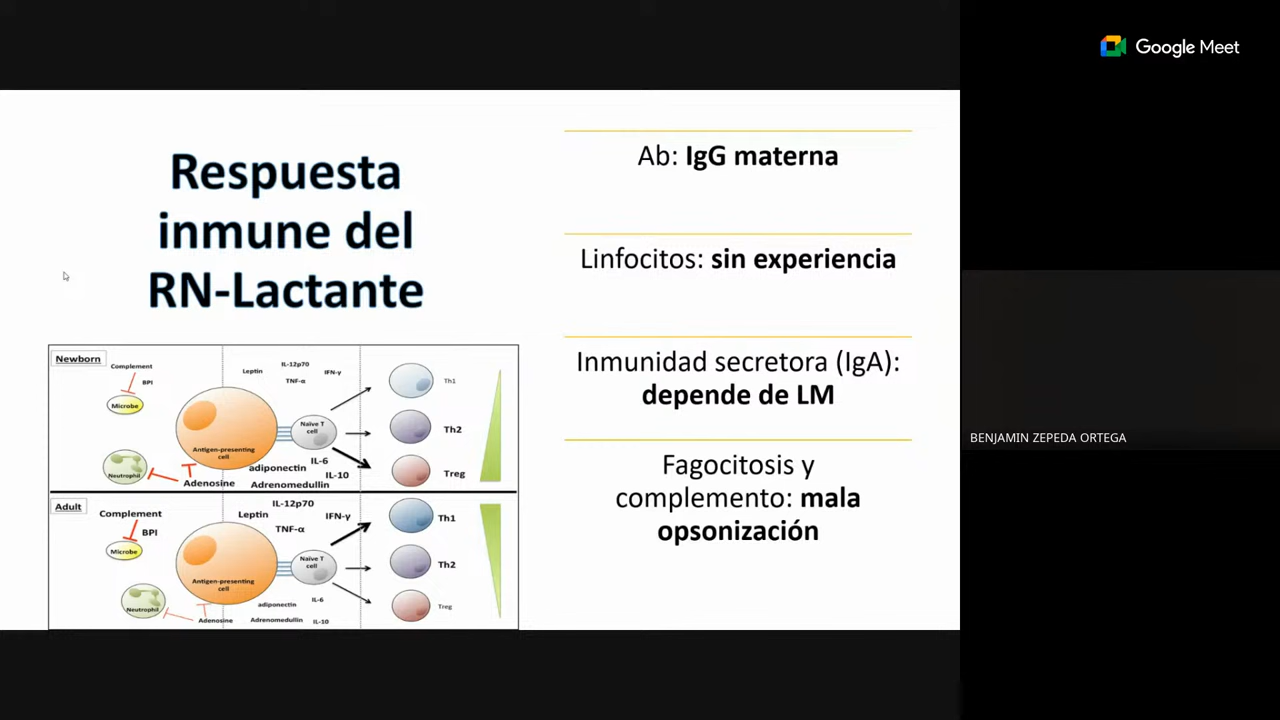 Google Meet
Respuesta
inmune del
RN-Lactante
Ab: IgG materna
Linfocitos: sin experiencia
Inmunidad secretora (IgA):
depende de LM
Fagocitosis y
complemento: mala
opsonización
Newborn
Complement
BPI
Microbe
Neutrophil
Antigen-presenting
cell
Adenosine
Leptin
IL-12p70
TNF-α
IFN-γ
Naïve T
cell
adiponectin
IL-6
IL-10
Adrenomedullin
Th1
Th2
Treg
Adult
Complement
BPI
Microbe
Neutrophil
Antigen-presenting
cell
Adenosine
Leptin
IL-12p70
TNF-α
IFN-γ
Naïve T
cell
adiponectin
IL-6
Adrenomedullin
IL-10
Th1
Th2
Treg
BENJAMIN ZEPEDA ORTEGA